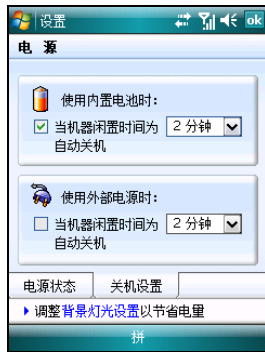 设置 ok
电 源
使用内置电池时:
当机器闲置时间为 2 分钟
自动关机
使用外部电源时:
当机器闲置时间为 2 分钟
自动关机
电源状态 关机设置
调整背景灯光设置以节省电量
拼